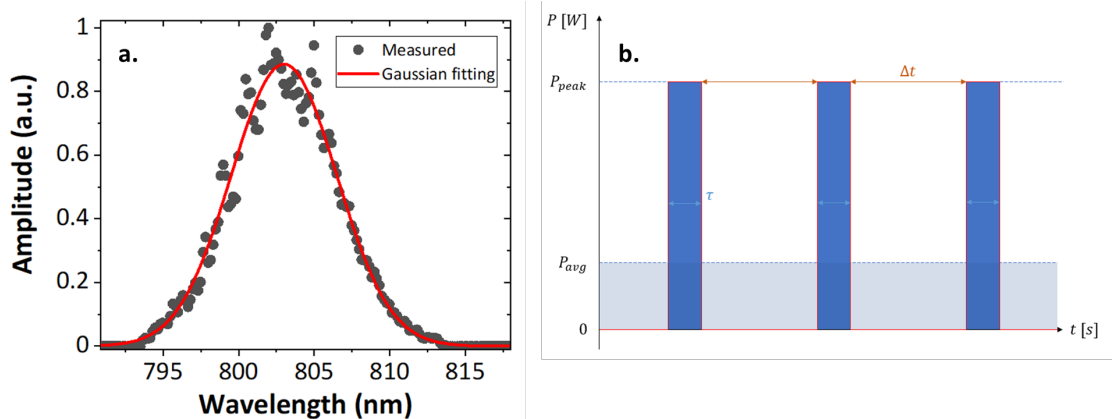 a.
Measured
Gaussian fitting
Amplitude (a.u.)
1
0.8
0.6
0.4
0.2
0
795 800 805 810 815
Wavelength (nm)
b.
P [W]
P_peak
Δt
τ
P_avg
0
t [s]